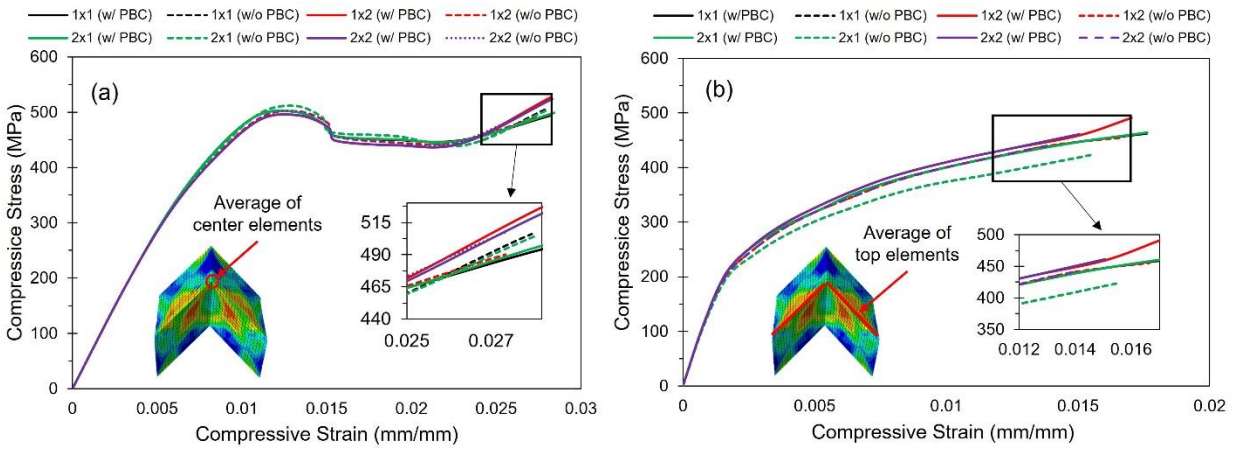 1x1 (w/PBC) 1x1 (w/o PBC) 1x2 (w/ PBC) 1x2 (w/o PBC)
2x1 (w/ PBC) 2x1 (w/o PBC) 2x2 (w/ PBC) 2x2 (w/o PBC)
600
500
400
300
200
100
0
Compressice Stress (MPa)
(a)
Average of
center elements
515
490
465
440
0.025 0.027
0 0.005 0.01 0.015 0.02 0.025 0.03
Compressive Strain (mm/mm)
1x1 (w/PBC) 1x1 (w/o PBC) 1x2 (w/ PBC) 1x2 (w/o PBC)
2x1 (w/ PBC) 2x1 (w/o PBC) 2x2 (w/ PBC) 2x2 (w/o PBC)
600
500
400
300
200
100
0
Compressice Stress (MPa)
(b)
Average of
top elements
500
450
400
350
0.012 0.014 0.016
0 0.005 0.01 0.015 0.02
Compressive Strain (mm/mm)